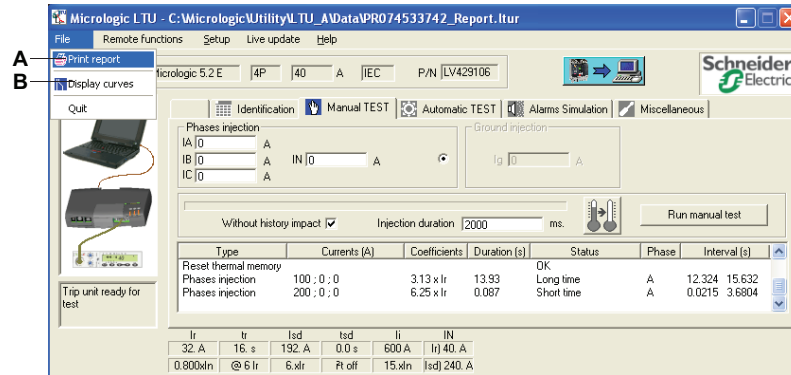 Micrologic LTU - C:\Micrologic\Utility\LTU_A\Data\PR074533742_Report.ltur
File Remote functions Setup Live update Help
A Print report
B Display curves
Quit
Micrologic 5.2 E 4P 40 A IEC P/N LV429106
Schneider Electric
Identification Manual TEST Automatic TEST Alarms Simulation Miscellaneous
Phases injection
IA 0 A
IB 0 A IN 0 A
IC 0 A
Ground injection
Ig 0 A
Without history impact Injection duration 2000 ms. Run manual test
Type Currents (A) Coefficients Duration (s) Status Phase Interval (s)
Reset thermal memory OK
Phases injection 100 ; 0 ; 0 3.13 x Ir 13.93 Long time A 12.324 15.632
Phases injection 200 ; 0 ; 0 6.25 x Ir 0.087 Short time A 0.0215 3.6804
Trip unit ready for
test
Ir tr Isd tsd Ii IN
32. A 16. s 192. A 0.0 s 600 A Ir) 40. A
0.800xIn @ 6 Ir 6.xIr I²t off 15.xIn Isd) 240. A